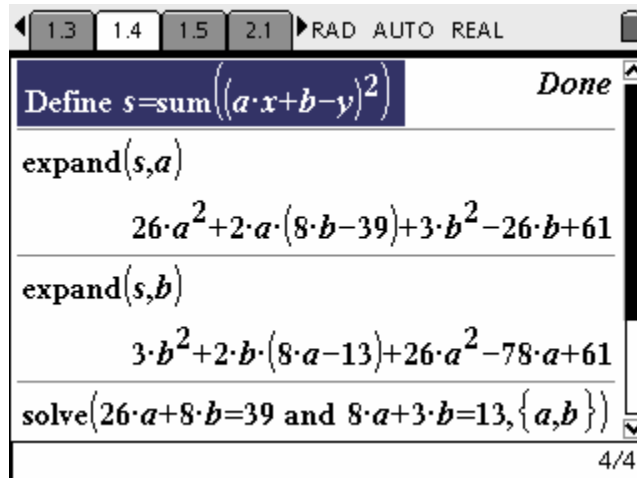 1.3 1.4 1.5 2.1 RAD AUTO REAL
Define s=sum((a·x+b−y)²) Done
expand(s,a)
26·a²+2·a·(8·b−39)+3·b²−26·b+61
expand(s,b)
3·b²+2·b·(8·a−13)+26·a²−78·a+61
solve(26·a+8·b=39 and 8·a+3·b=13,{a,b})
4/4